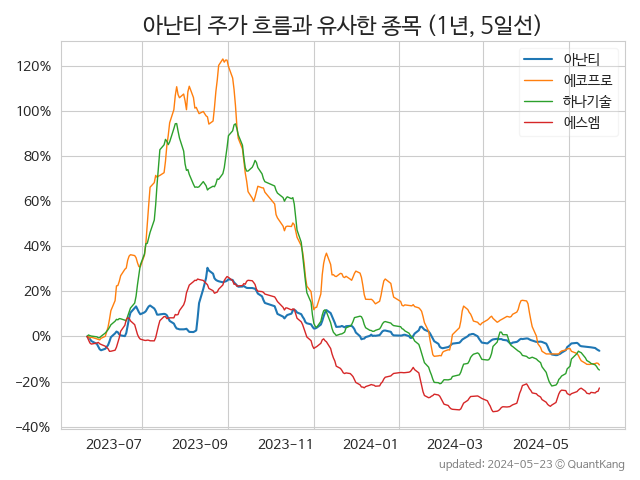 아난티 주가 흐름과 유사한 종목 (1년, 5일선)
아난티
에코프로
하나기술
에스엠
120%
100%
80%
60%
40%
20%
0%
−20%
−40%
2023-07
2023-09
2023-11
2024-01
2024-03
2024-05
updated: 2024-05-23 ⓒ QuantKang